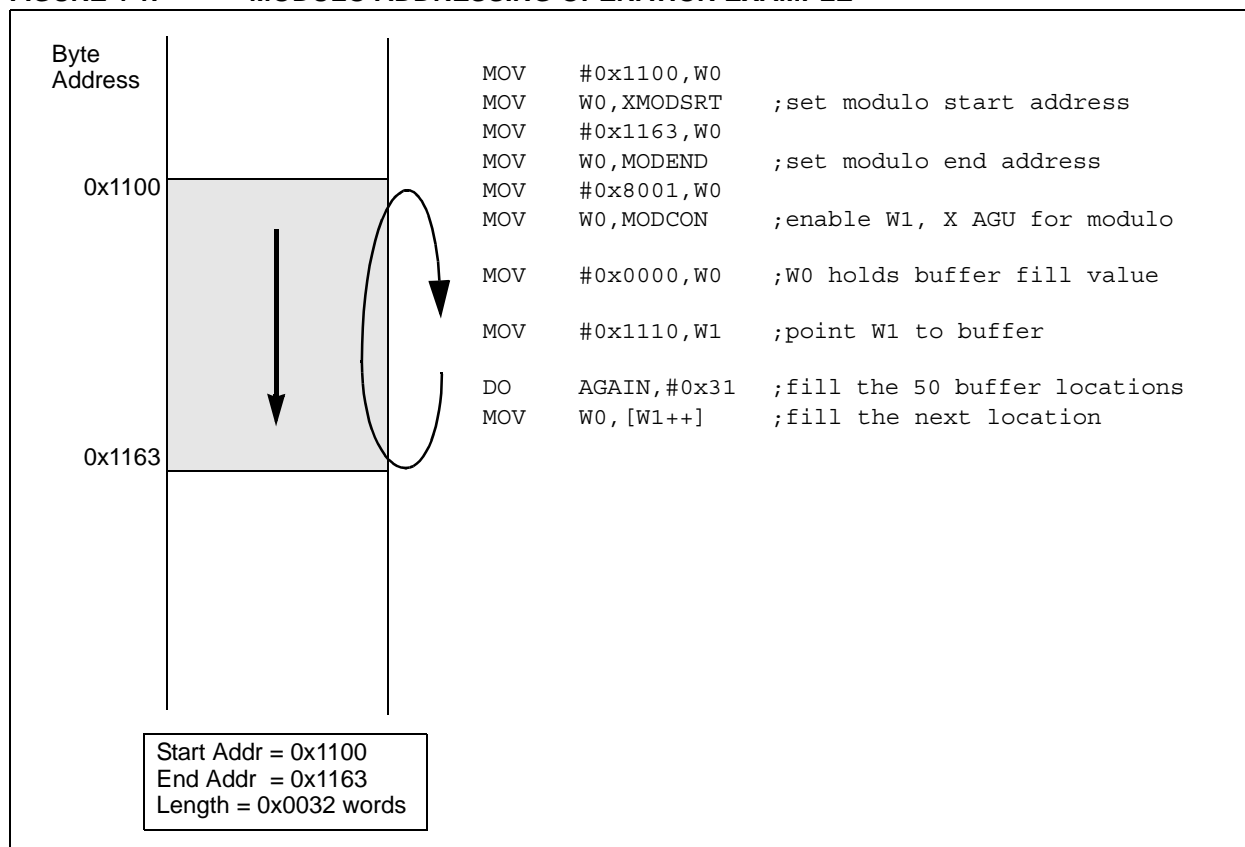 Byte
Address
0x1100
0x1163
MOV #0x1100,W0
MOV W0,XMODSRT ;set modulo start address
MOV #0x1163,W0
MOV W0,MODEND ;set modulo end address
MOV #0x8001,W0
MOV W0,MODCON ;enable W1, X AGU for modulo
MOV #0x0000,W0 ;W0 holds buffer fill value
MOV #0x1110,W1 ;point W1 to buffer
DO AGAIN,#0x31 ;fill the 50 buffer locations
MOV W0,[W1++] ;fill the next location
Start Addr = 0x1100
End Addr = 0x1163
Length = 0x0032 words